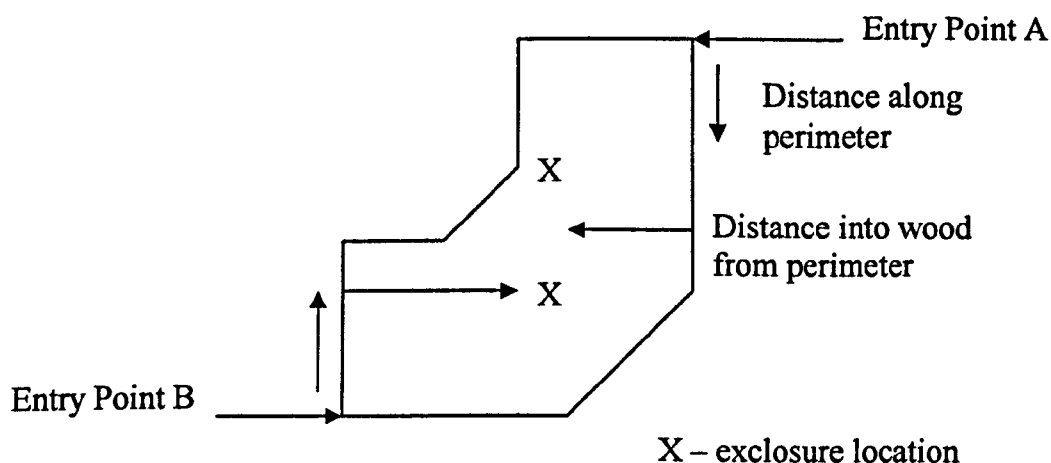 Entry Point A
Distance along
perimeter
X
Distance into wood
from perimeter
X
Entry Point B
X – exclosure location